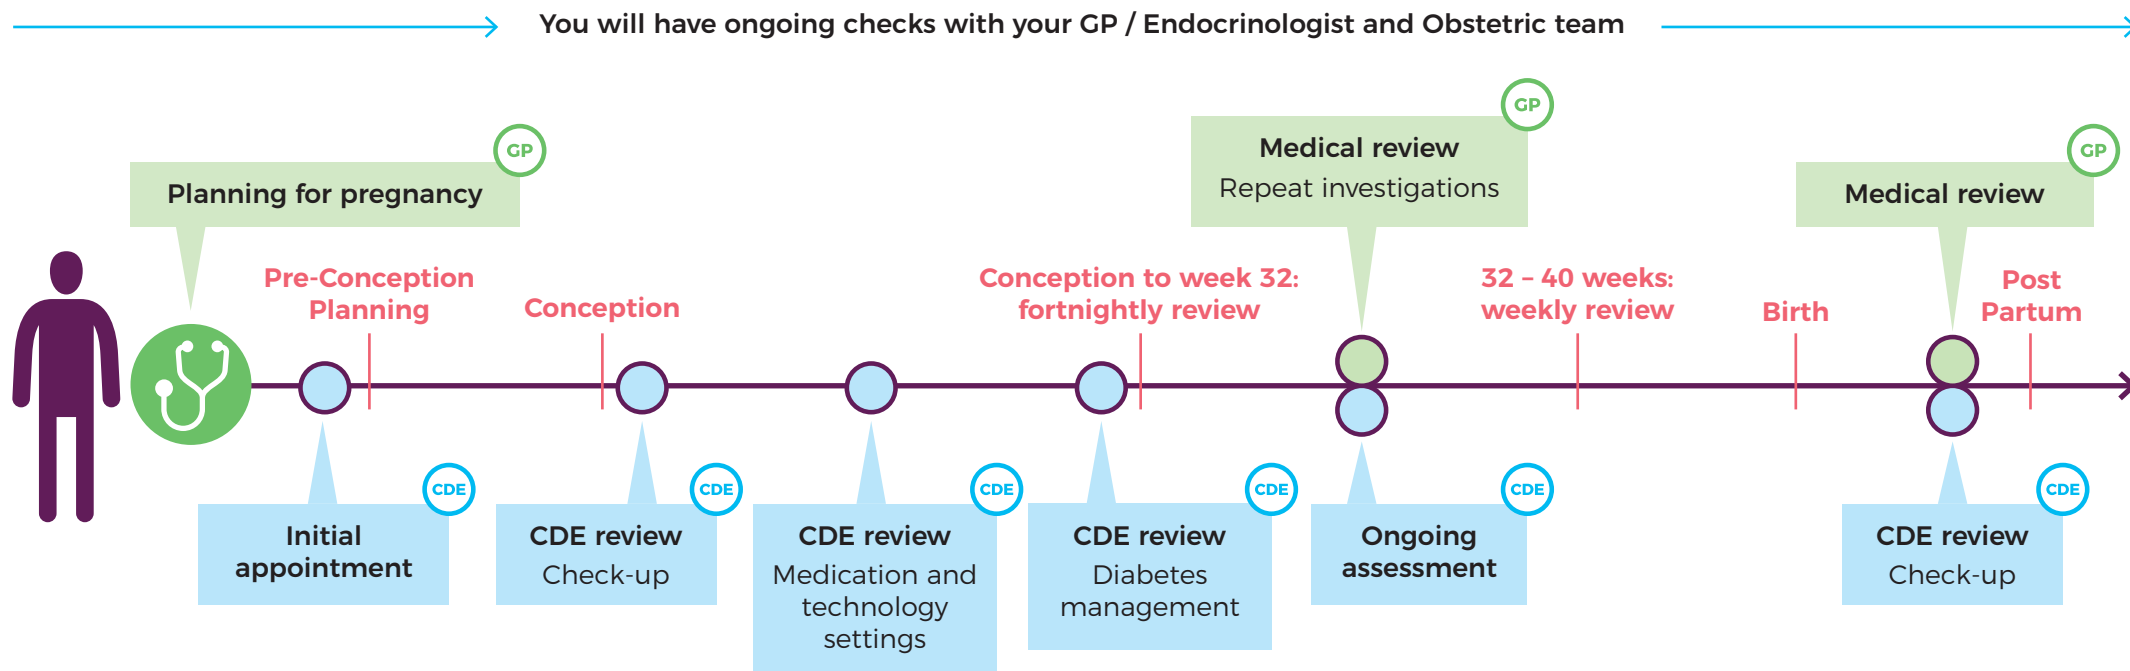 You will have ongoing checks with your GP / Endocrinologist and Obstetric team
GP
Planning for pregnancy
GP
Medical review
Repeat investigations
GP
Medical review
Pre-Conception
Planning
Conception
Conception to week 32:
fortnightly review
32 – 40 weeks:
weekly review
Birth
Post
Partum
CDE
Initial
appointment
CDE
CDE review
Check-up
CDE
CDE review
Medication and
technology
settings
CDE
CDE review
Diabetes
management
CDE
Ongoing
assessment
CDE
CDE review
Check-up